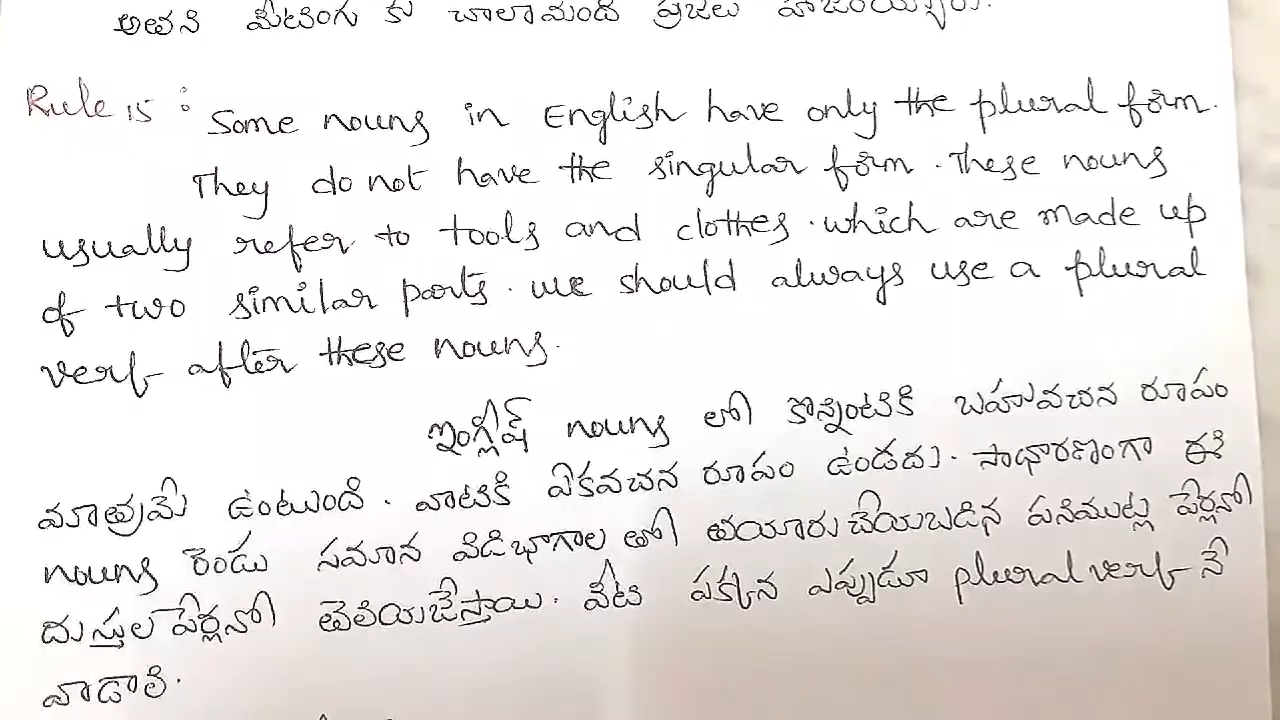 అతని మీటింగు కు చాలామంది ప్రజలు
Rule 15 : Some nouns in English have only the plural form.
They do not have the singular form. These nouns
usually refer to tools and clothes. which are made up
of two similar parts. we should always use a plural
verb after these nouns.
ఇంగ్లీష్ nouns లో కొన్నింటికి బహువచన రూపం
మాత్రమే ఉంటుంది. వాటికి ఏకవచన రూపం ఉండదు. సాధారణంగా ఈ
nouns రెండు సమాన విడిభాగాల తో తయారుచేయబడిన పనిముట్ల పేర్లనో
దుస్తుల పేర్లనో తెలియజేస్తాయి. వీటి పక్కన ఎప్పుడూ plural verb నే
వాడాలి.